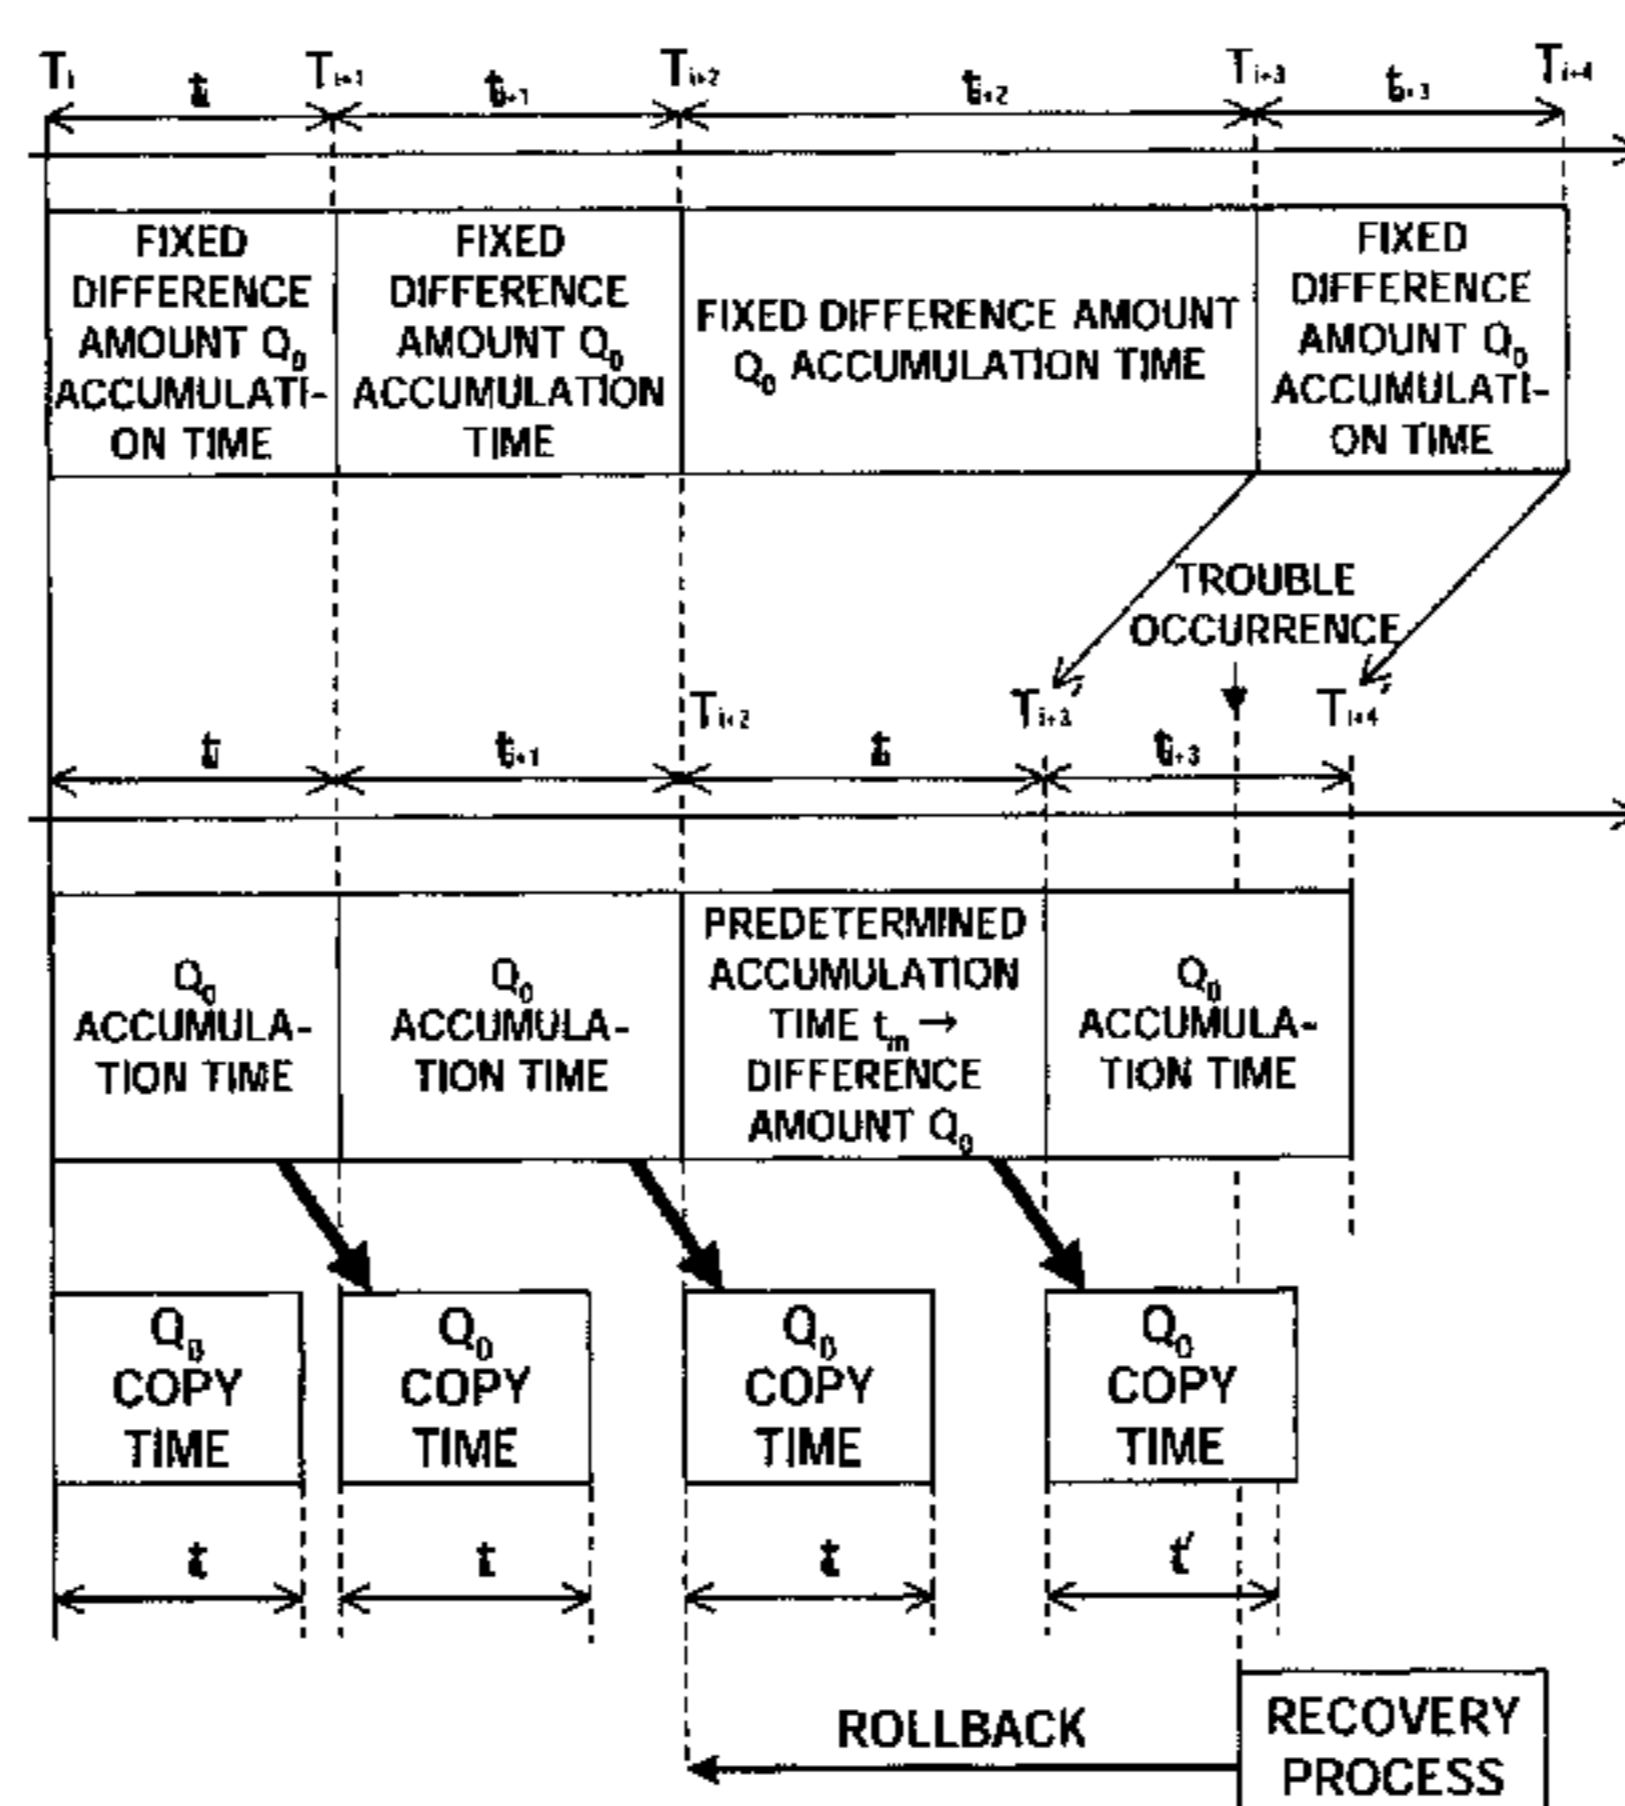 Ti ti Ti+1 ti+1 Ti+2 ti+2 Ti+3 ti+3 Ti+4
FIXED
DIFFERENCE
AMOUNT Q0
ACCUMULATI-
ON TIME
FIXED
DIFFERENCE
AMOUNT Q0
ACCUMULATION
TIME
FIXED DIFFERENCE AMOUNT
Q0 ACCUMULATION TIME
FIXED
DIFFERENCE
AMOUNT Q0
ACCUMULATI-
ON TIME
TROUBLE
OCCURRENCE
Ti+2 Ti+3' Ti+4'
ti ti+1 ti+3
Q0
ACCUMULA-
TION TIME
Q0
ACCUMULA-
TION TIME
PREDETERMINED
ACCUMULATION
TIME tm →
DIFFERENCE
AMOUNT Q0
Q0
ACCUMULA-
TION TIME
Q0
COPY
TIME
Q0
COPY
TIME
Q0
COPY
TIME
Q0
COPY
TIME
t'
ROLLBACK
RECOVERY
PROCESS